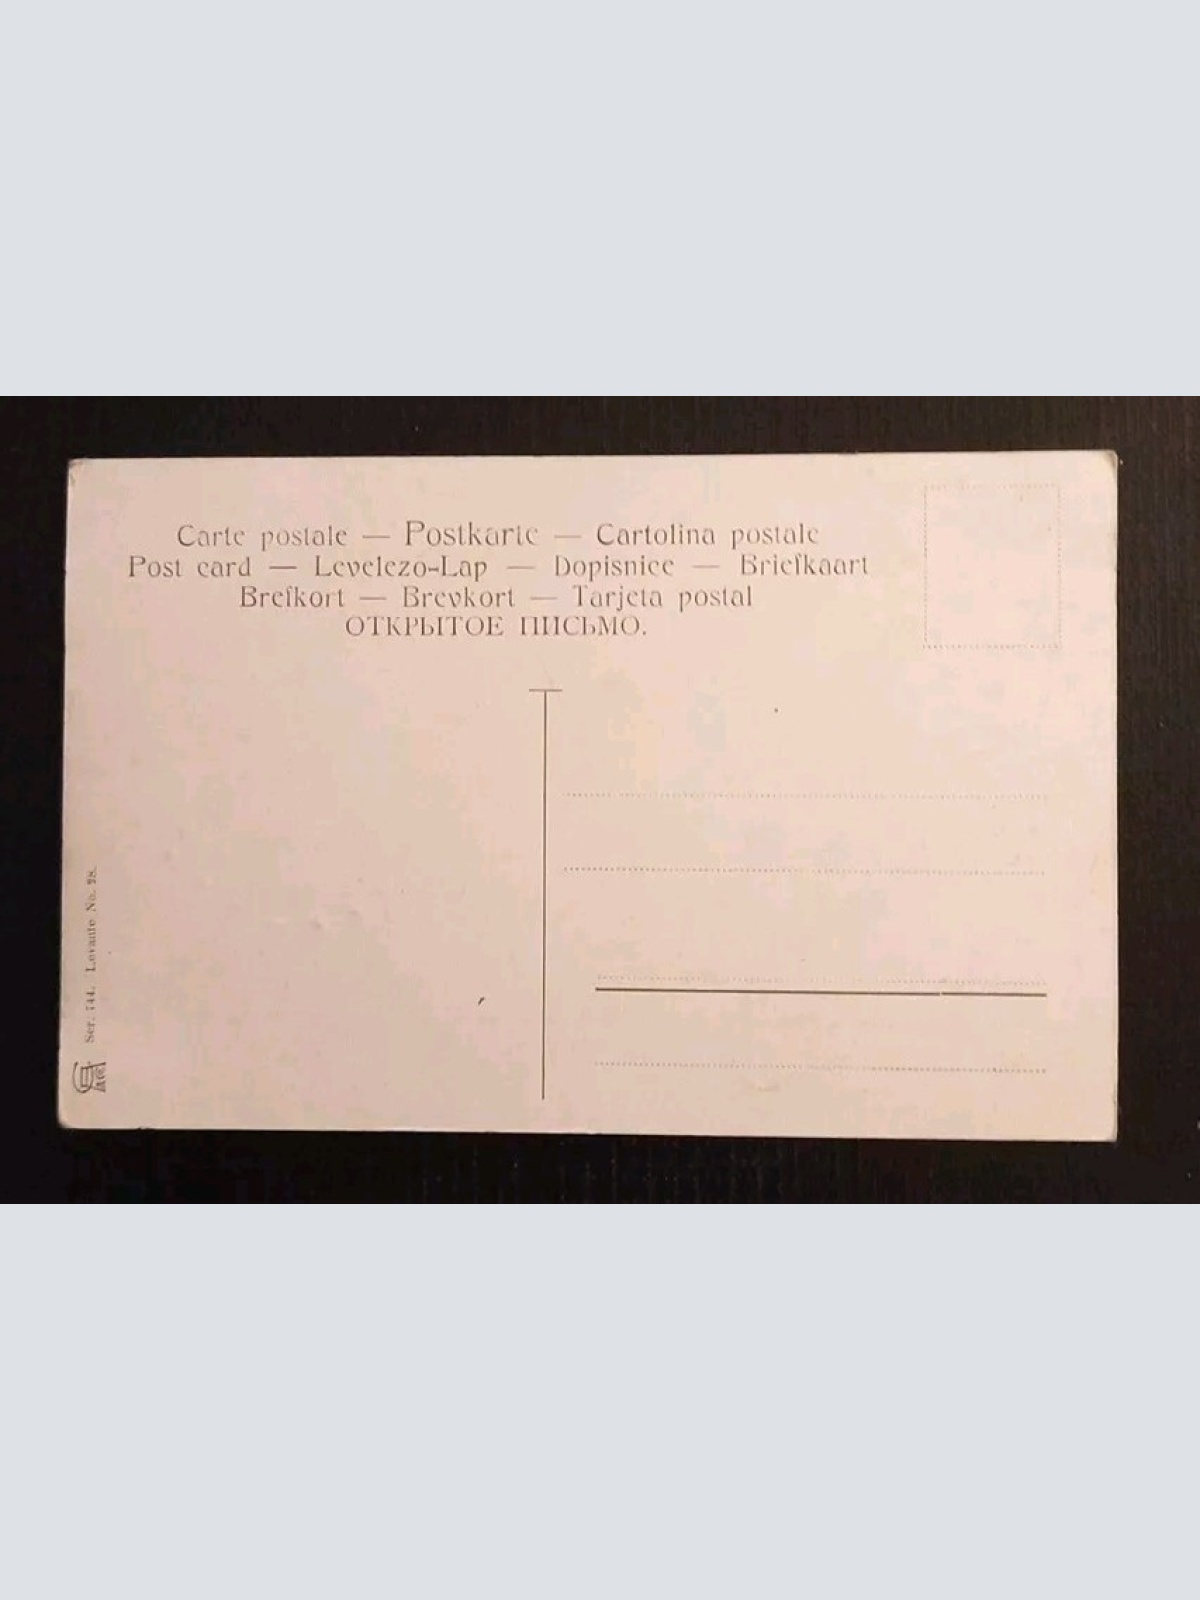 Carte postale — Postkarte — Cartolina postale
Post card — Levelezo-Lap — Dopisnice — Briefkaart
Brefkort — Brevkort — Tarjeta postal
ОТКРЫТОЕ ПИСЬМО.
Ser. 744. Levante No. 28.